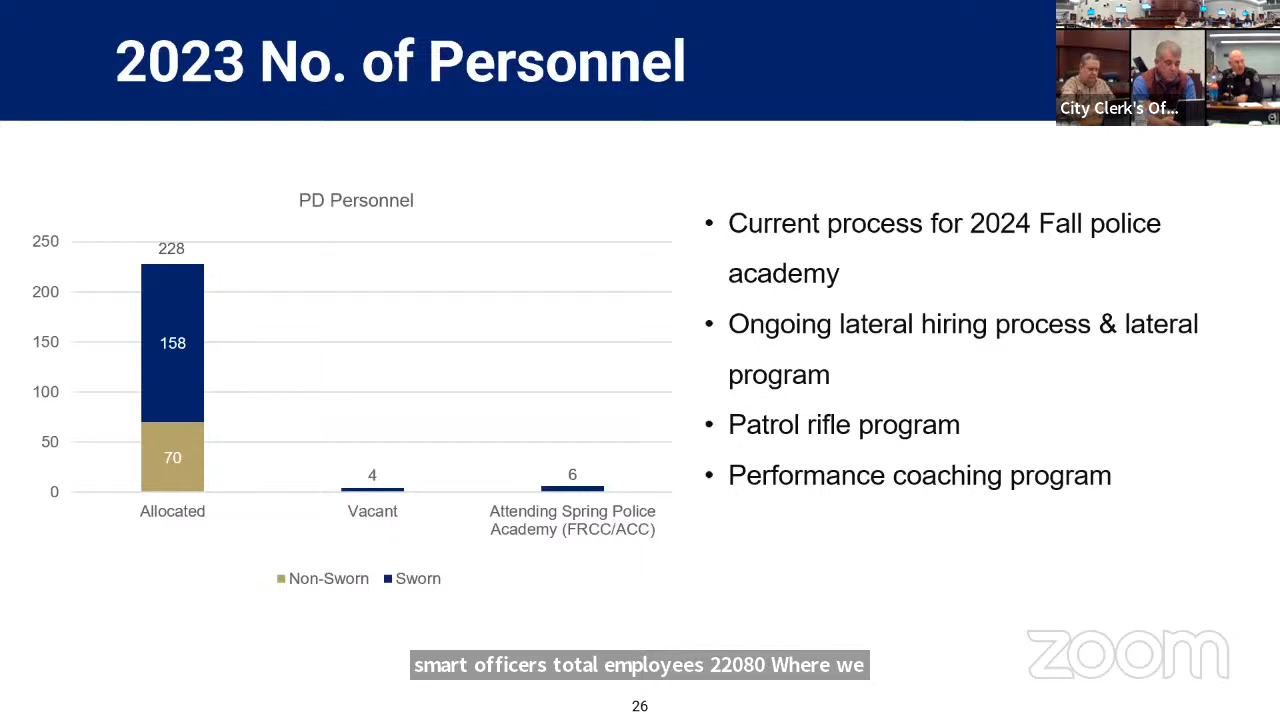 2023 No. of Personnel
City Clerk's Of...
PD Personnel
250
200
150
100
50
0
228
158
70
4
6
Allocated
Vacant
Attending Spring Police
Academy (FRCC/ACC)
Non-Sworn
Sworn
• Current process for 2024 Fall police
academy
• Ongoing lateral hiring process & lateral
program
• Patrol rifle program
• Performance coaching program
zoom
smart officers total employees 22080 Where we
26